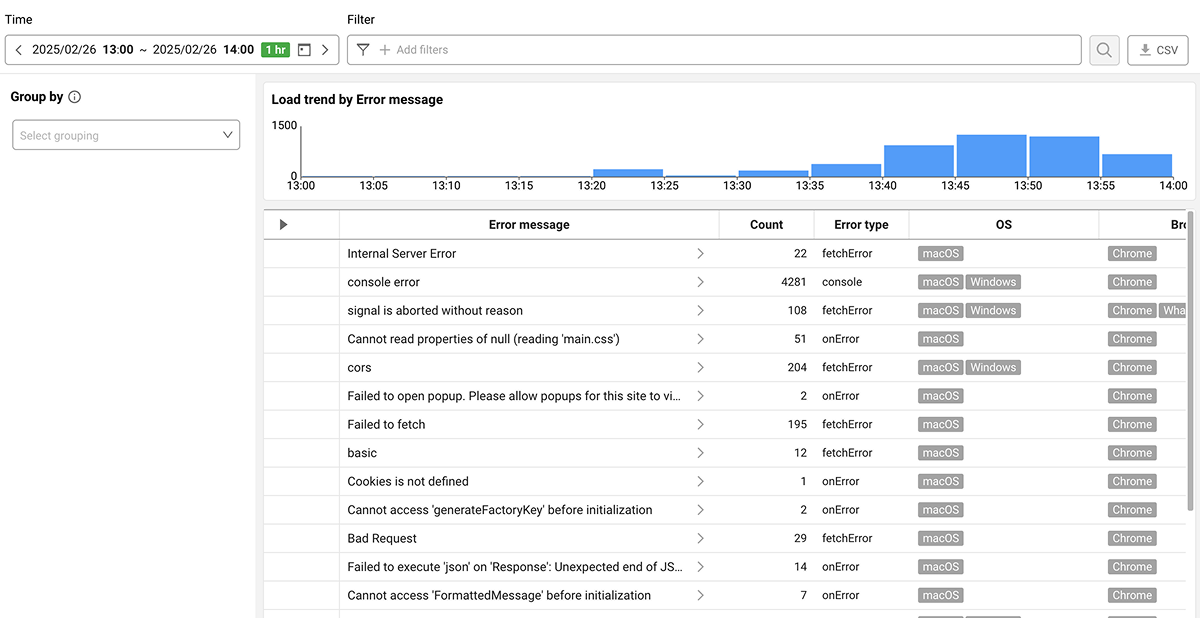 Time
Filter
2025/02/26 13:00 ~ 2025/02/26 14:00 1 hr
Add filters
CSV
Group by
Select grouping
Load trend by Error message
1500
0
13:00 13:05 13:10 13:15 13:20 13:25 13:30 13:35 13:40 13:45 13:50 13:55 14:00
Error message Count Error type OS
Internal Server Error 22 fetchError macOS Chrome
console error 4281 console macOS Windows Chrome
signal is aborted without reason 108 fetchError macOS Windows Chrome
Cannot read properties of null (reading 'main.css') 51 onError macOS Chrome
cors 204 fetchError macOS Windows Chrome
Failed to open popup. Please allow popups for this site to vi... 2 onError macOS Chrome
Failed to fetch 195 fetchError macOS Chrome
basic 12 fetchError macOS Chrome
Cookies is not defined 1 onError macOS Chrome
Cannot access 'generateFactoryKey' before initialization 2 onError macOS Chrome
Bad Request 29 fetchError macOS Chrome
Failed to execute 'json' on 'Response': Unexpected end of JS... 14 onError macOS Chrome
Cannot access 'FormattedMessage' before initialization 7 onError macOS Chrome